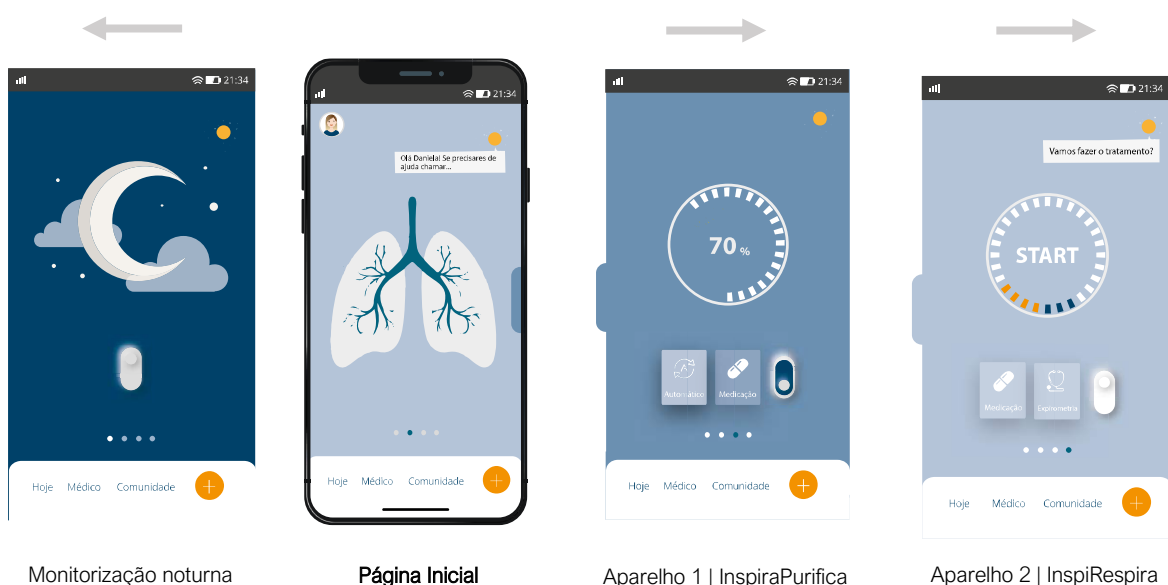 21:34
Hoje Médico Comunidade
Monitorização noturna
21:34
Olá Daniela! Se precisares de
ajuda chamar...
Hoje Médico Comunidade
Página Inicial
21:34
70 %
A
Automático Medicação
Hoje Médico Comunidade
Aparelho 1 | InspiraPurifica
21:34
Vamos fazer o tratamento?
START
Medicação Expirometria
Hoje Médico Comunidade
Aparelho 2 | InspiRespira